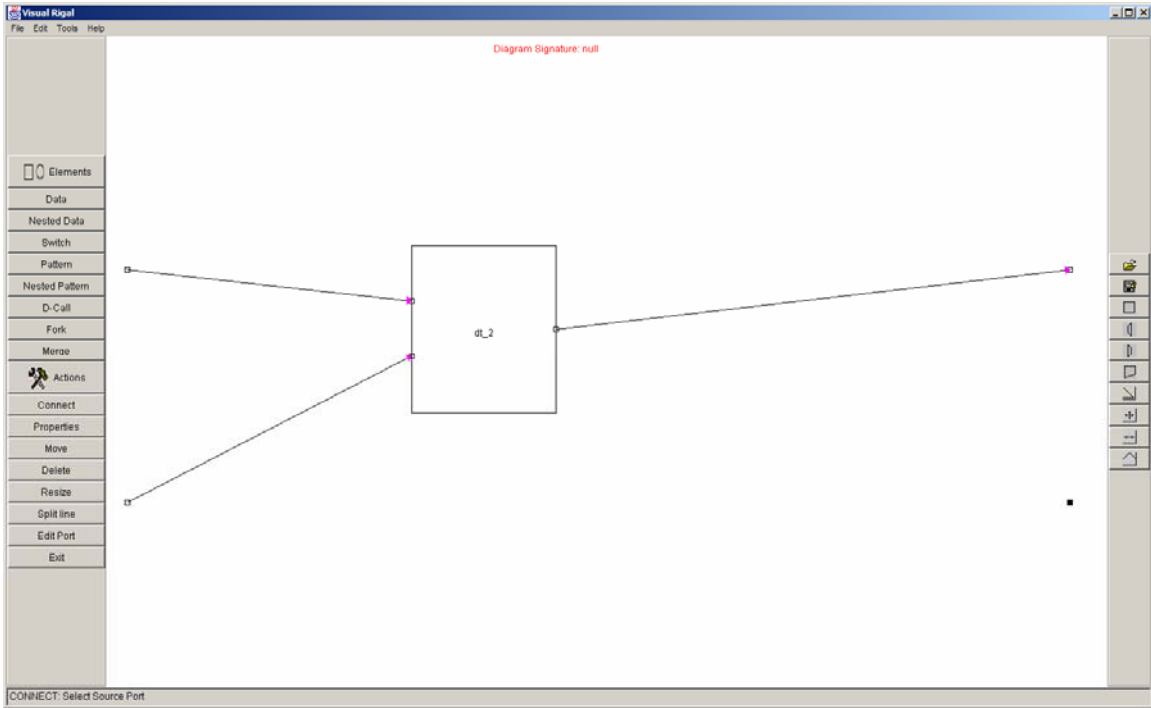 Visual Rigal
File Edit Tools Help
Diagram Signature: null
Elements
Data
Nested Data
Switch
Pattern
Nested Pattern
D-Call
Fork
Merge
Actions
Connect
Properties
Move
Delete
Resize
Split line
Edit Port
Exit
dt_2
CONNECT: Select Source Port